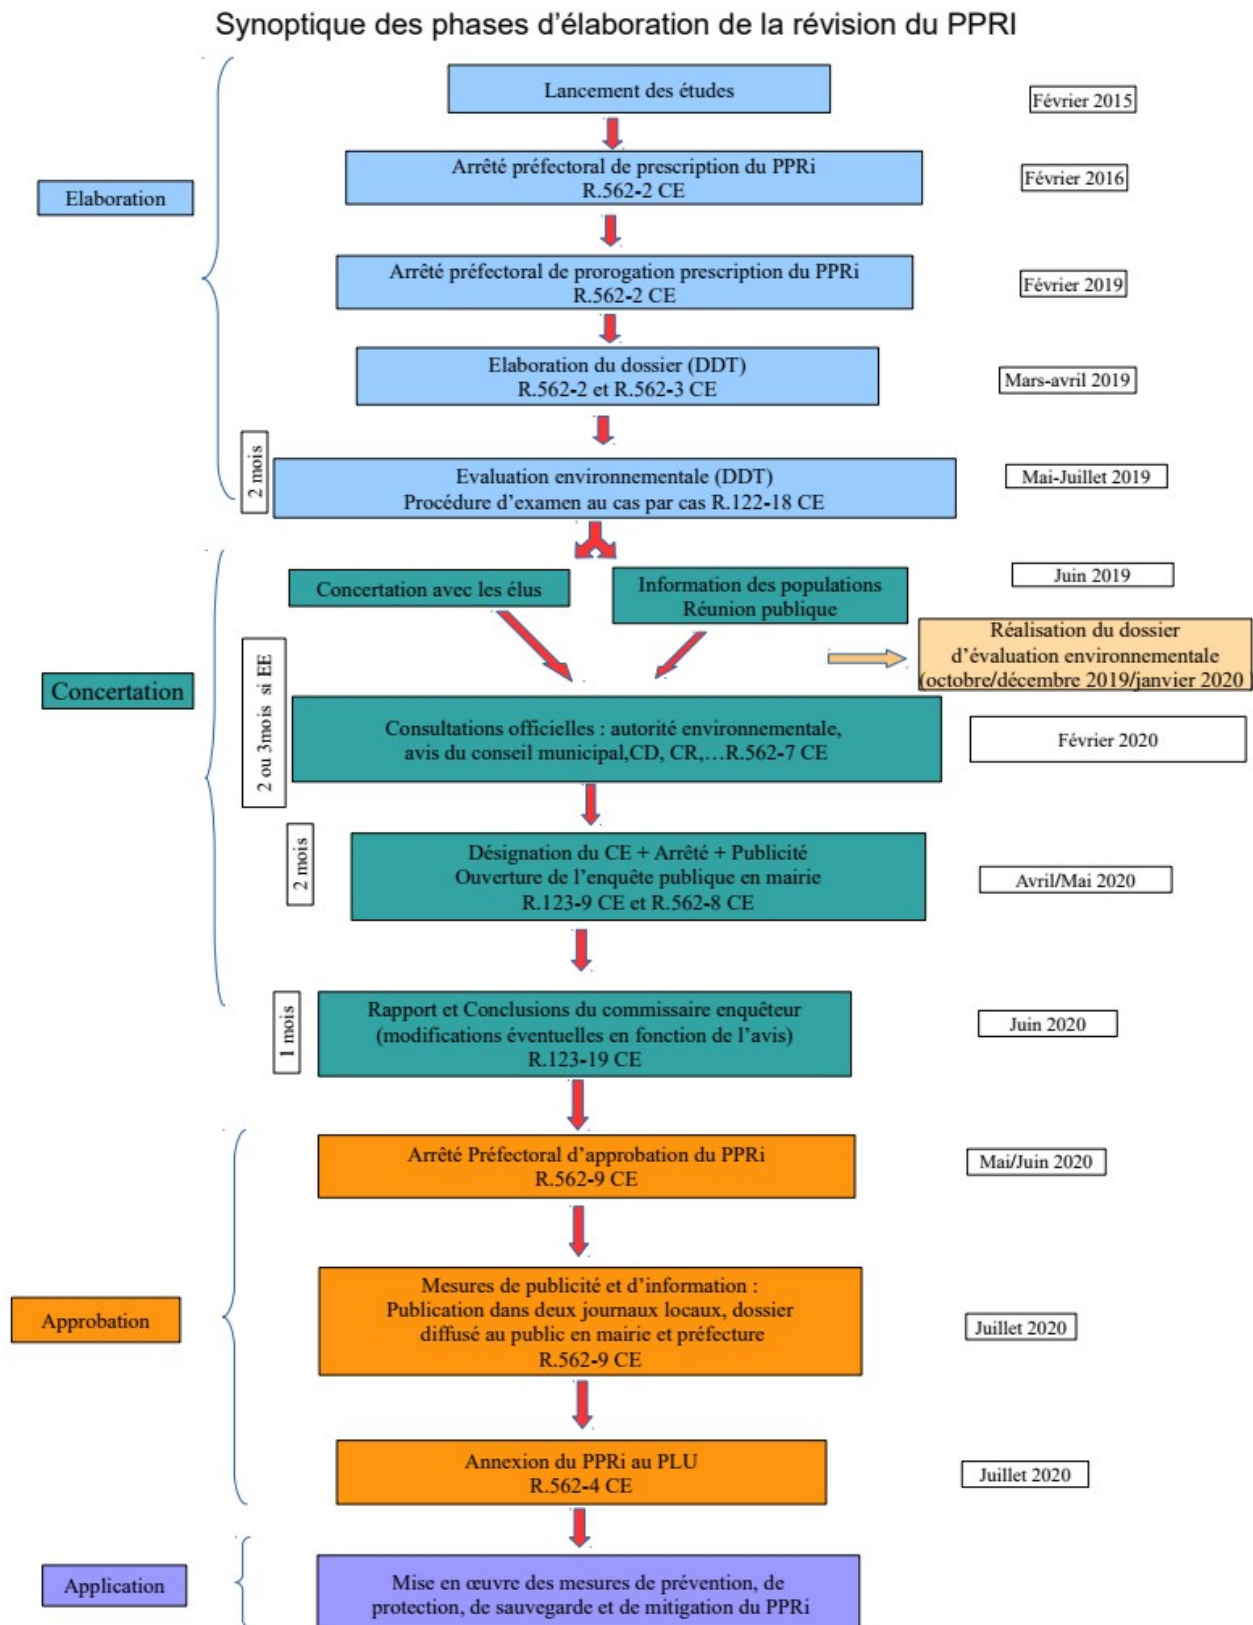 Synoptique des phases d'élaboration de la révision du PPRI
Lancement des études
Février 2015
Arrêté préfectoral de prescription du PPRi
R.562-2 CE
Février 2016
Elaboration
Arrêté préfectoral de prorogation prescription du PPRi
R.562-2 CE
Février 2019
Elaboration du dossier (DDT)
R.562-2 et R.562-3 CE
Mars-avril 2019
2 mois
Evaluation environnementale (DDT)
Procédure d'examen au cas par cas R.122-18 CE
Mai-Juillet 2019
Concertation avec les élus
Information des populations
Réunion publique
Juin 2019
Réalisation du dossier
d'évaluation environnementale
(octobre/décembre 2019/janvier 2020 )
Concertation
2 ou 3mois si EE
Consultations officielles : autorité environnementale,
avis du conseil municipal,CD, CR,…R.562-7 CE
Février 2020
2 mois
Désignation du CE + Arrêté + Publicité
Ouverture de l'enquête publique en mairie
R.123-9 CE et R.562-8 CE
Avril/Mai 2020
1 mois
Rapport et Conclusions du commissaire enquêteur
(modifications éventuelles en fonction de l'avis)
R.123-19 CE
Juin 2020
Arrêté Préfectoral d'approbation du PPRi
R.562-9 CE
Mai/Juin 2020
Approbation
Mesures de publicité et d'information :
Publication dans deux journaux locaux, dossier
diffusé au public en mairie et préfecture
R.562-9 CE
Juillet 2020
Annexion du PPRi au PLU
R.562-4 CE
Juillet 2020
Application
Mise en œuvre des mesures de prévention, de
protection, de sauvegarde et de mitigation du PPRi